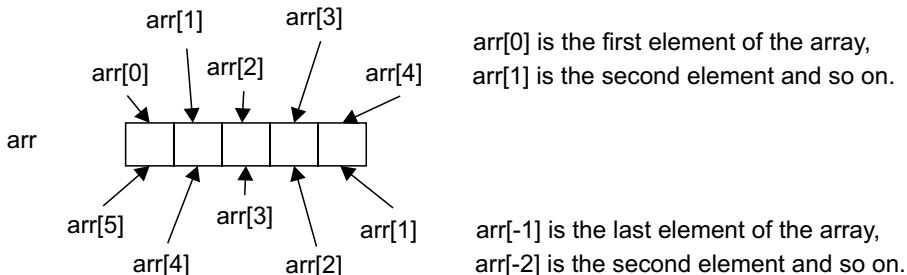 arr[1]
arr[3]
arr[0]
arr[2]
arr[4]
arr[0] is the first element of the array,
arr[1] is the second element and so on.
arr
arr[5]
arr[3]
arr[1]
arr[4]
arr[2]
arr[-1] is the last element of the array,
arr[-2] is the second element and so on.